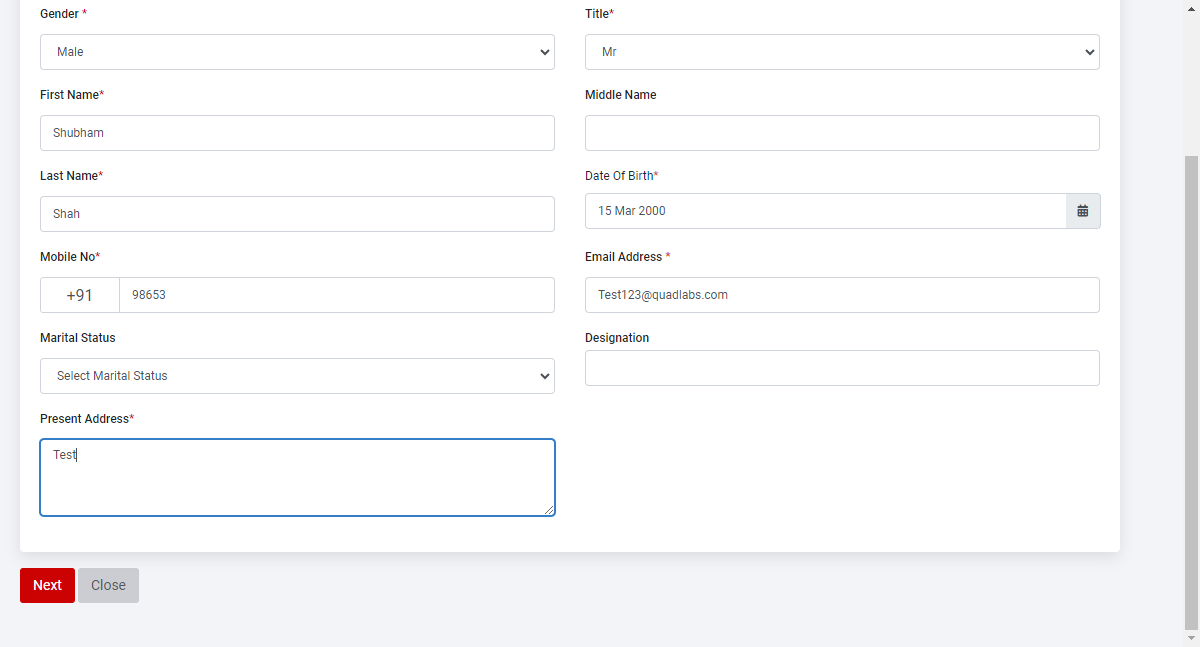 Gender * Title*
Male Mr
First Name* Middle Name
Shubham
Last Name* Date Of Birth*
Shah 15 Mar 2000
Mobile No* Email Address *
+91 98653 Test123@quadlabs.com
Marital Status Designation
Select Marital Status
Present Address*
Test
Next Close